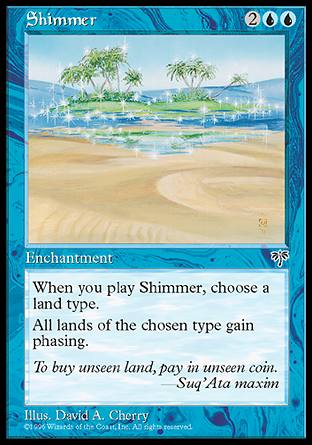 Shimmer 2
Enchantment
When you play Shimmer, choose a
land type.
All lands of the chosen type gain
phasing.
To buy unseen land, pay in unseen coin.
—Suq'Ata maxim
Illus. David A. Cherry
©1996 Wizards of the Coast, Inc. All rights reserved.